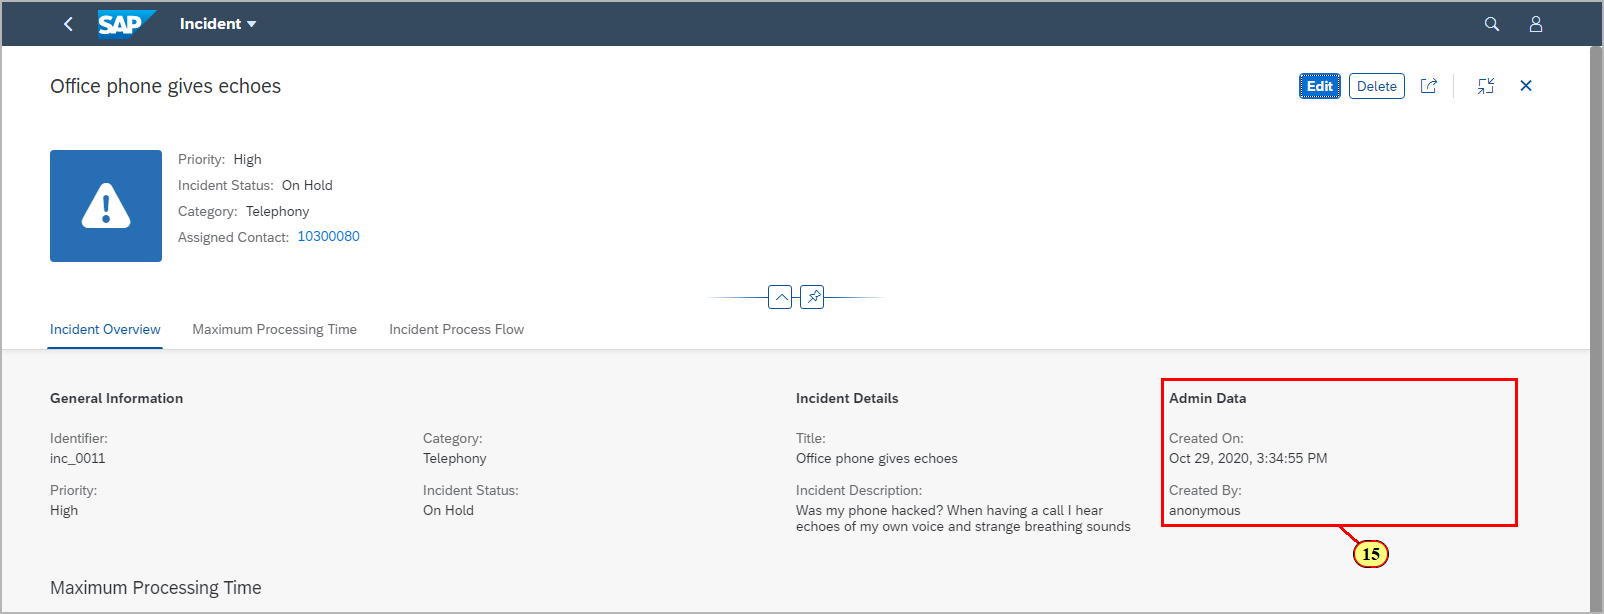 SAP Incident
Office phone gives echoes
Edit Delete
Priority: High
Incident Status: On Hold
Category: Telephony
Assigned Contact: 10300080
Incident Overview Maximum Processing Time Incident Process Flow
General Information
Identifier:
inc_0011
Priority:
High
Category:
Telephony
Incident Status:
On Hold
Incident Details
Title:
Office phone gives echoes
Incident Description:
Was my phone hacked? When having a call I hear
echoes of my own voice and strange breathing sounds
Admin Data
Created On:
Oct 29, 2020, 3:34:55 PM
Created By:
anonymous
15
Maximum Processing Time